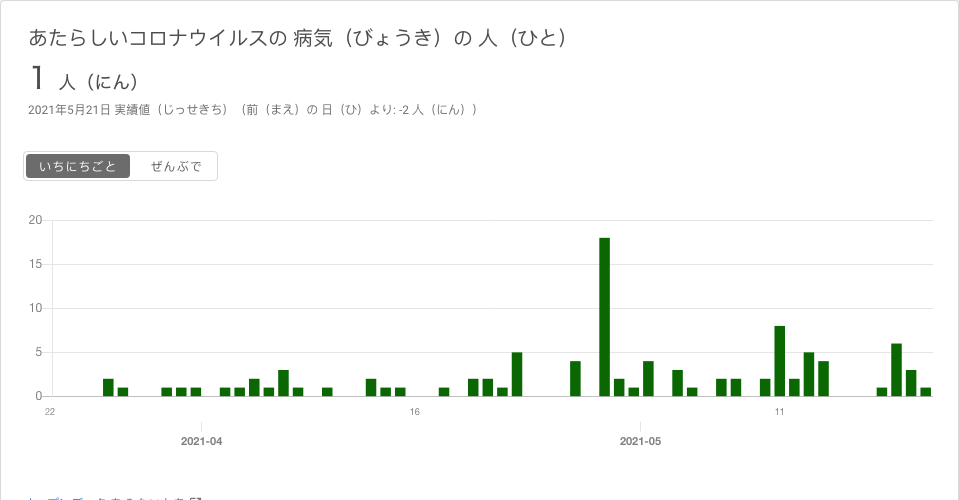 あたらしいコロナウイルスの 病気（びょうき）の 人（ひと）
1 人（にん）
2021年5月21日 実績値（じっせきち）（前（まえ）の 日（ひ）より: -2 人（にん））
いちにちごと ぜんぶで
20
15
10
5
0
22 16 11
2021-04 2021-05